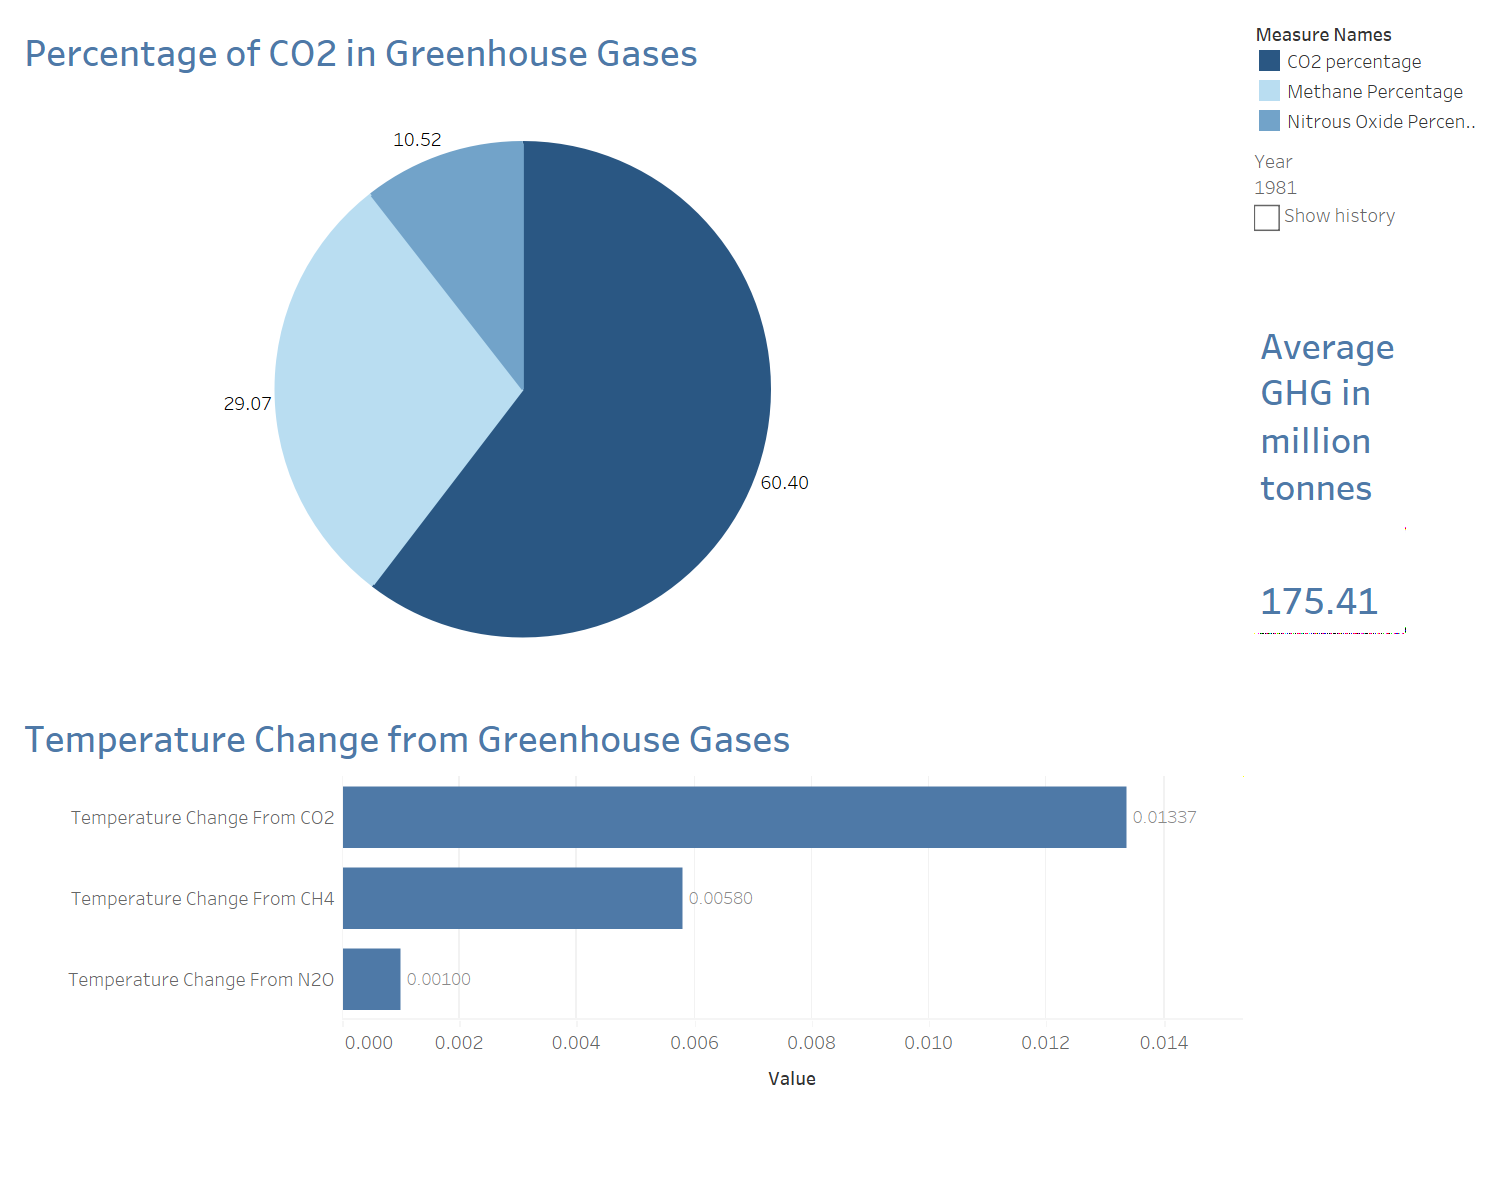 Percentage of CO2 in Greenhouse Gases
10.52
29.07
60.40
Measure Names
CO2 percentage
Methane Percentage
Nitrous Oxide Percen..
Year
1981
Show history
Average
GHG in
million
tonnes
175.41
Temperature Change from Greenhouse Gases
Temperature Change From CO2
0.01337
Temperature Change From CH4
0.00580
Temperature Change From N2O
0.00100
0.000 0.002 0.004 0.006 0.008 0.010 0.012 0.014
Value